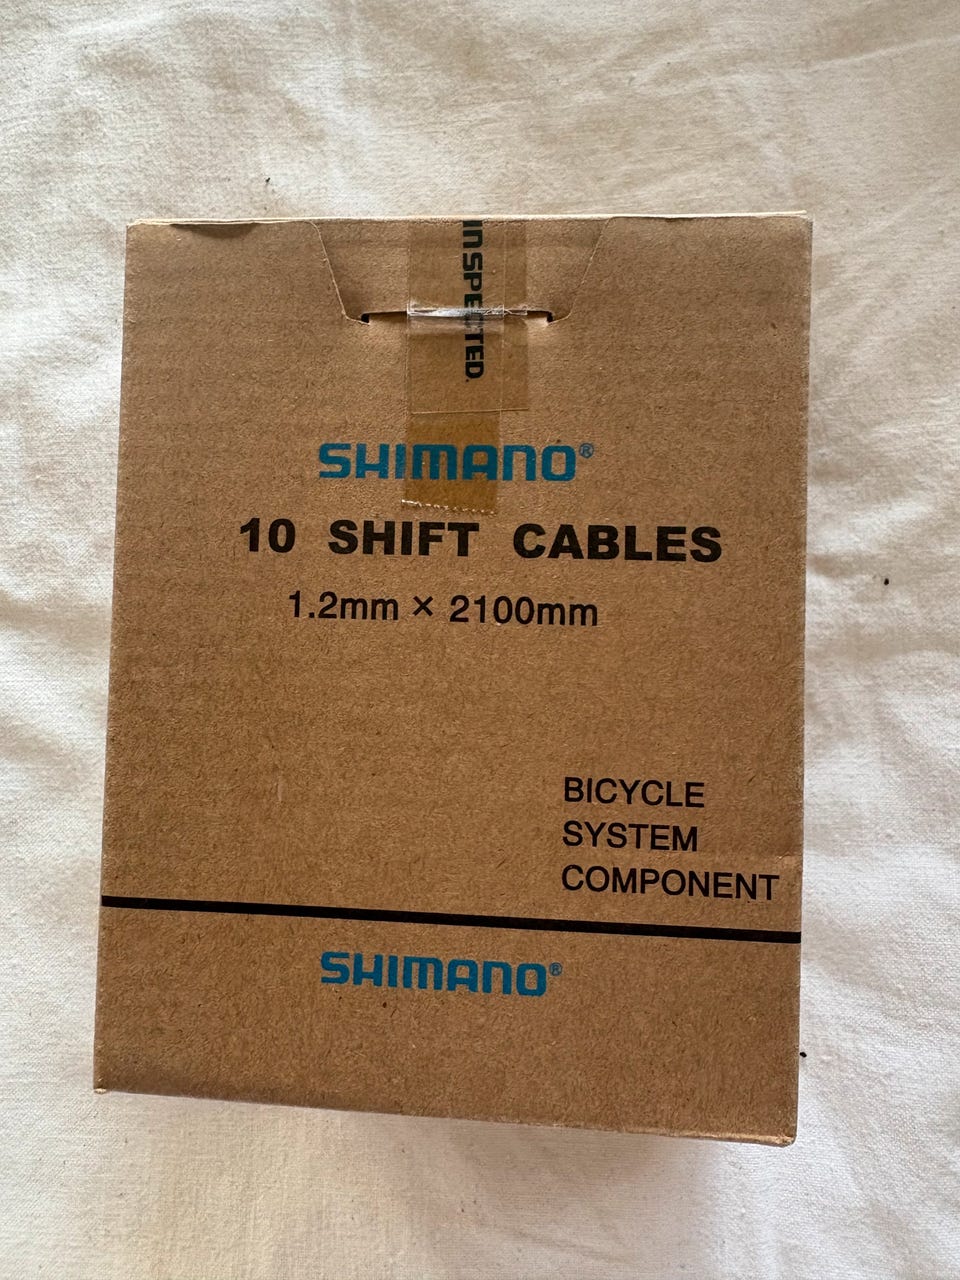 INSPECTED.
SHIMANO®
10 SHIFT CABLES
1.2mm × 2100mm
BICYCLE
SYSTEM
COMPONENT
SHIMANO®